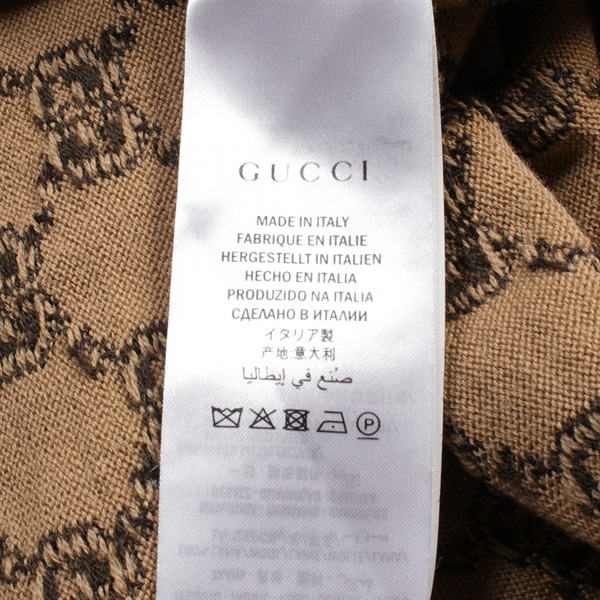 GUCCI
MADE IN ITALY
FABRIQUE EN ITALIE
HERGESTELLT IN ITALIEN
HECHO EN ITALIA
PRODUZIDO NA ITALIA
СДЕЛАНО В ИТАЛИИ
イタリア製
产地:意大利
صُنع في إيطاليا
P